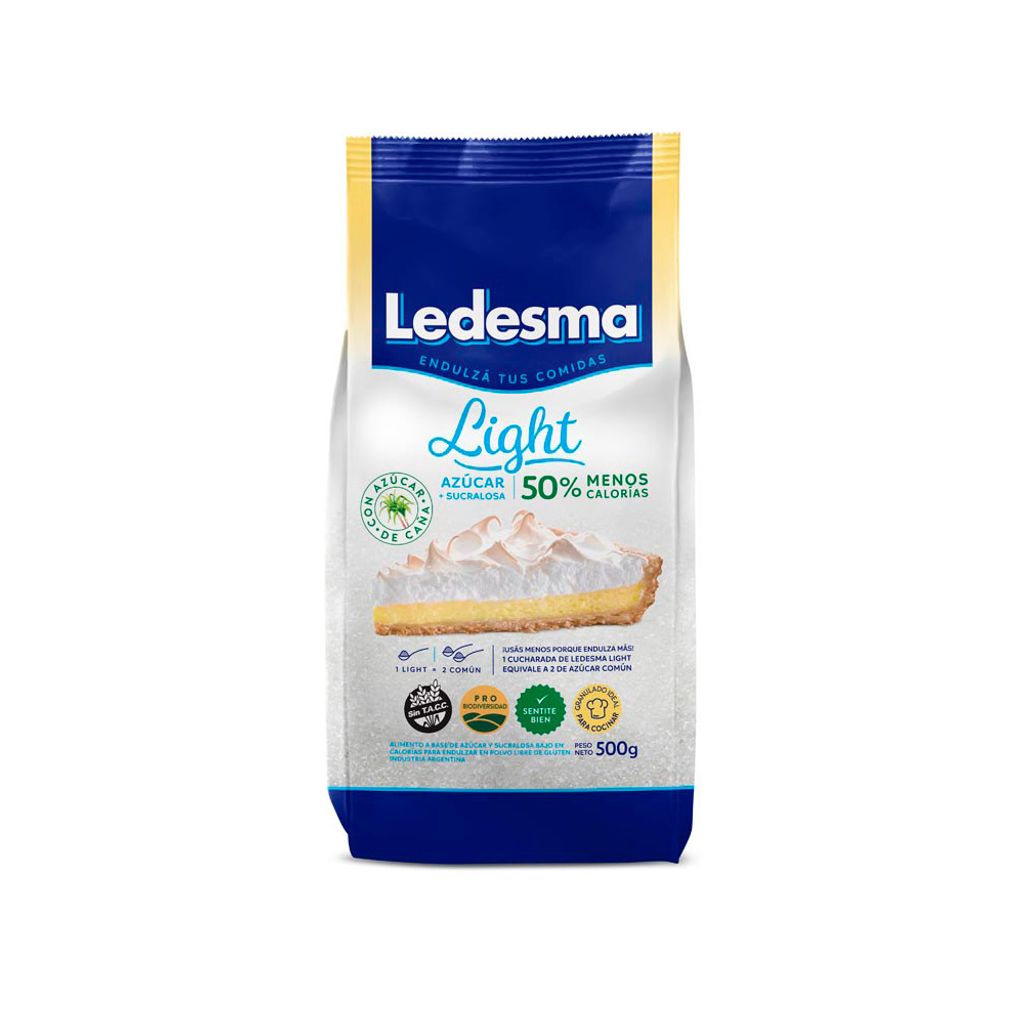 Ledesma
ENDULZÁ TUS COMIDAS
Light
AZÚCAR
+ SUCRALOSA
50% MENOS
CALORÍAS
CON AZÚCAR
DE CAÑA
1 LIGHT = 2 COMÚN
¡USÁS MENOS PORQUE ENDULZA MÁS!
1 CUCHARADA DE LEDESMA LIGHT
EQUIVALE A 2 DE AZÚCAR COMÚN
Sin T.A.C.C.
PRO
BIODIVERSIDAD
SENTITE
BIEN
GRANULADO IDEAL
PARA COCINAR
ALIMENTO A BASE DE AZÚCAR Y SUCRALOSA BAJO EN
CALORÍAS PARA ENDULZAR EN POLVO LIBRE DE GLUTEN
INDUSTRIA ARGENTINA
PESO
NETO 500g